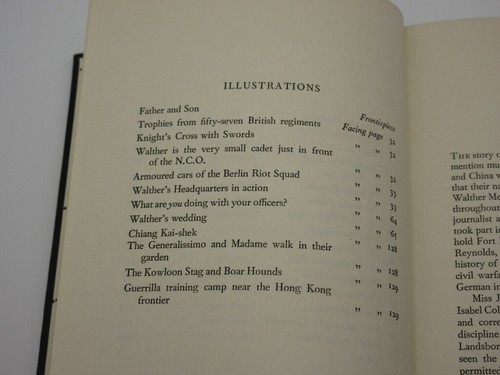 ILLUSTRATIONS
Father and Son Frontispiece
Trophies from fifty-seven British regiments Facing page 32
Knight's Cross with Swords " " 32
Walther is the very small cadet just in front
of the N.C.O. " " 32
Armoured cars of the Berlin Riot Squad " " 33
Walther's Headquarters in action " " 33
What are you doing with your officers? " " 64
Walther's wedding " " 65
Chiang Kai-shek " " 128
The Generalissimo and Madame walk in their
garden " " 128
The Kowloon Stag and Boar Hounds " " 129
Guerrilla training camp near the Hong Kong
frontier " " 129
THE story o
mention mu
and China w
that their na
Walther Me
throughout
journalist a
took part in
hold Fort
Reynolds,
history of
civil warfa
German in
Miss J
Isabel Col
and corre
discipline
Landsbor
seen the
permitted